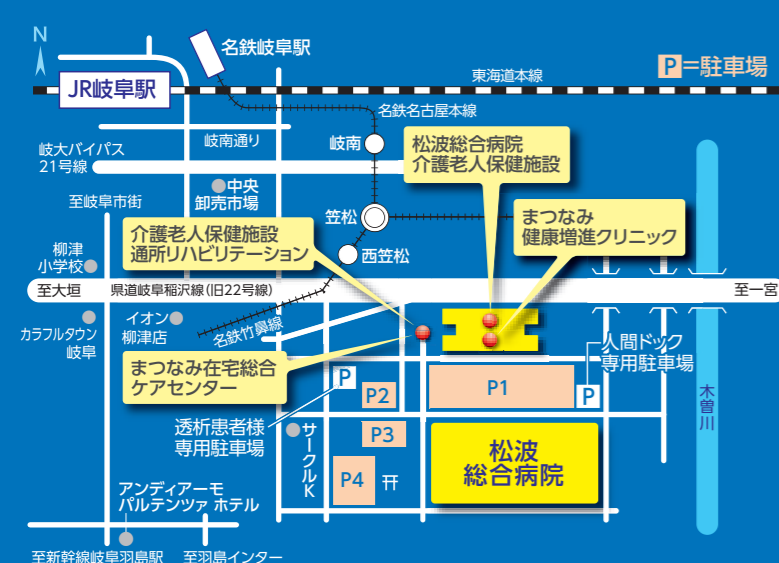 N
名鉄岐阜駅
P=駐車場
JR岐阜駅
東海道本線
名鉄名古屋本線
岐南通り
岐南
松波総合病院
介護老人保健施設
岐大バイパス
21号線
中央
卸売市場
至岐阜市街
笠松
まつなみ
健康増進クリニック
介護老人保健施設
通所リハビリテーション
西笠松
柳津
小学校
至大垣
県道岐阜稲沢線(旧22号線)
至一宮
カラフルタウン
岐阜
イオン
柳津店
名鉄竹鼻線
人間ドック
専用駐車場
まつなみ在宅総合
ケアセンター
P
P2
P1
P
木曽川
透析患者様
専用駐車場
サークルK
P3
松波
総合病院
P4
アンディアーモ
パルテンツァ ホテル
至新幹線岐阜羽島駅
至羽島インター